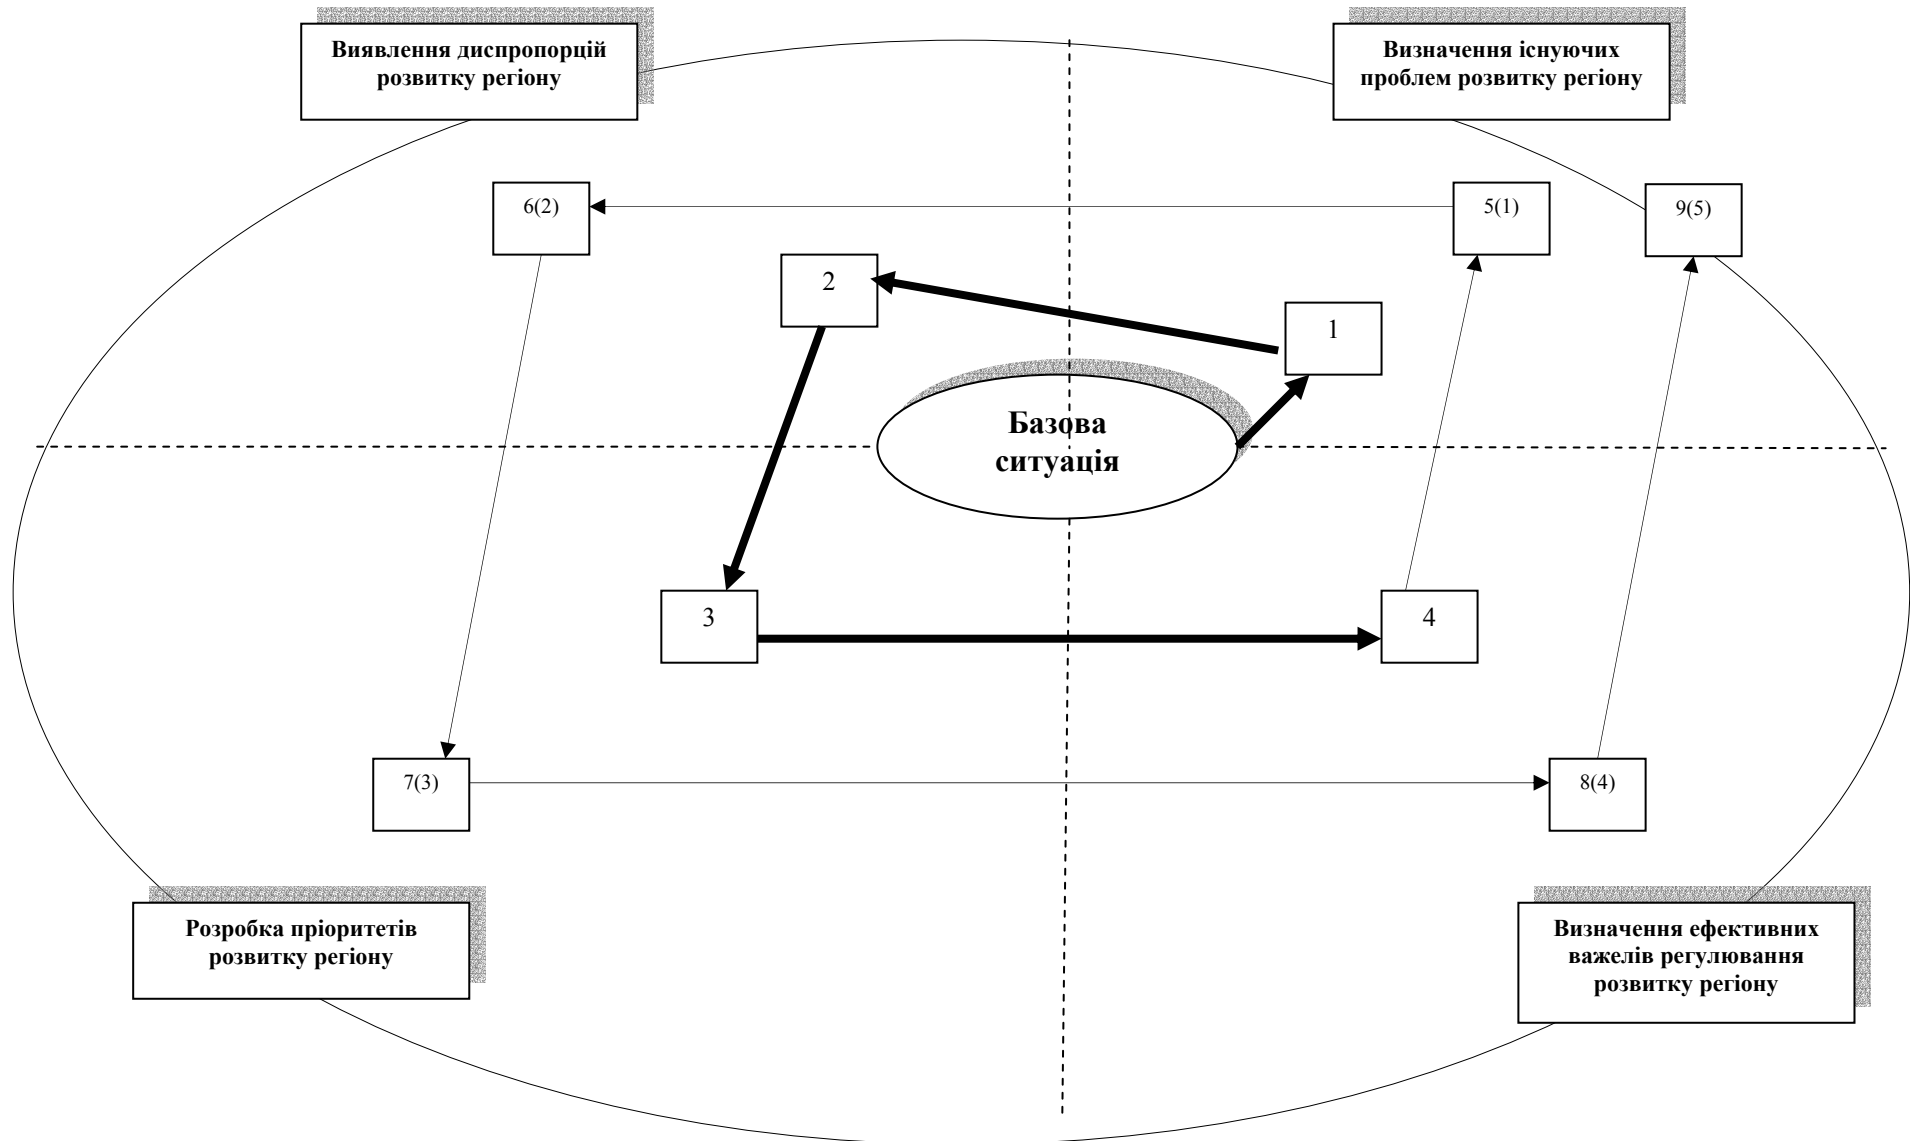 Виявлення диспропорцій
розвитку регіону
Визначення існуючих
проблем розвитку регіону
6(2)
5(1)
9(5)
2
1
Базова
ситуація
3
4
7(3)
8(4)
Розробка пріоритетів
розвитку регіону
Визначення ефективних
важелів регулювання
розвитку регіону